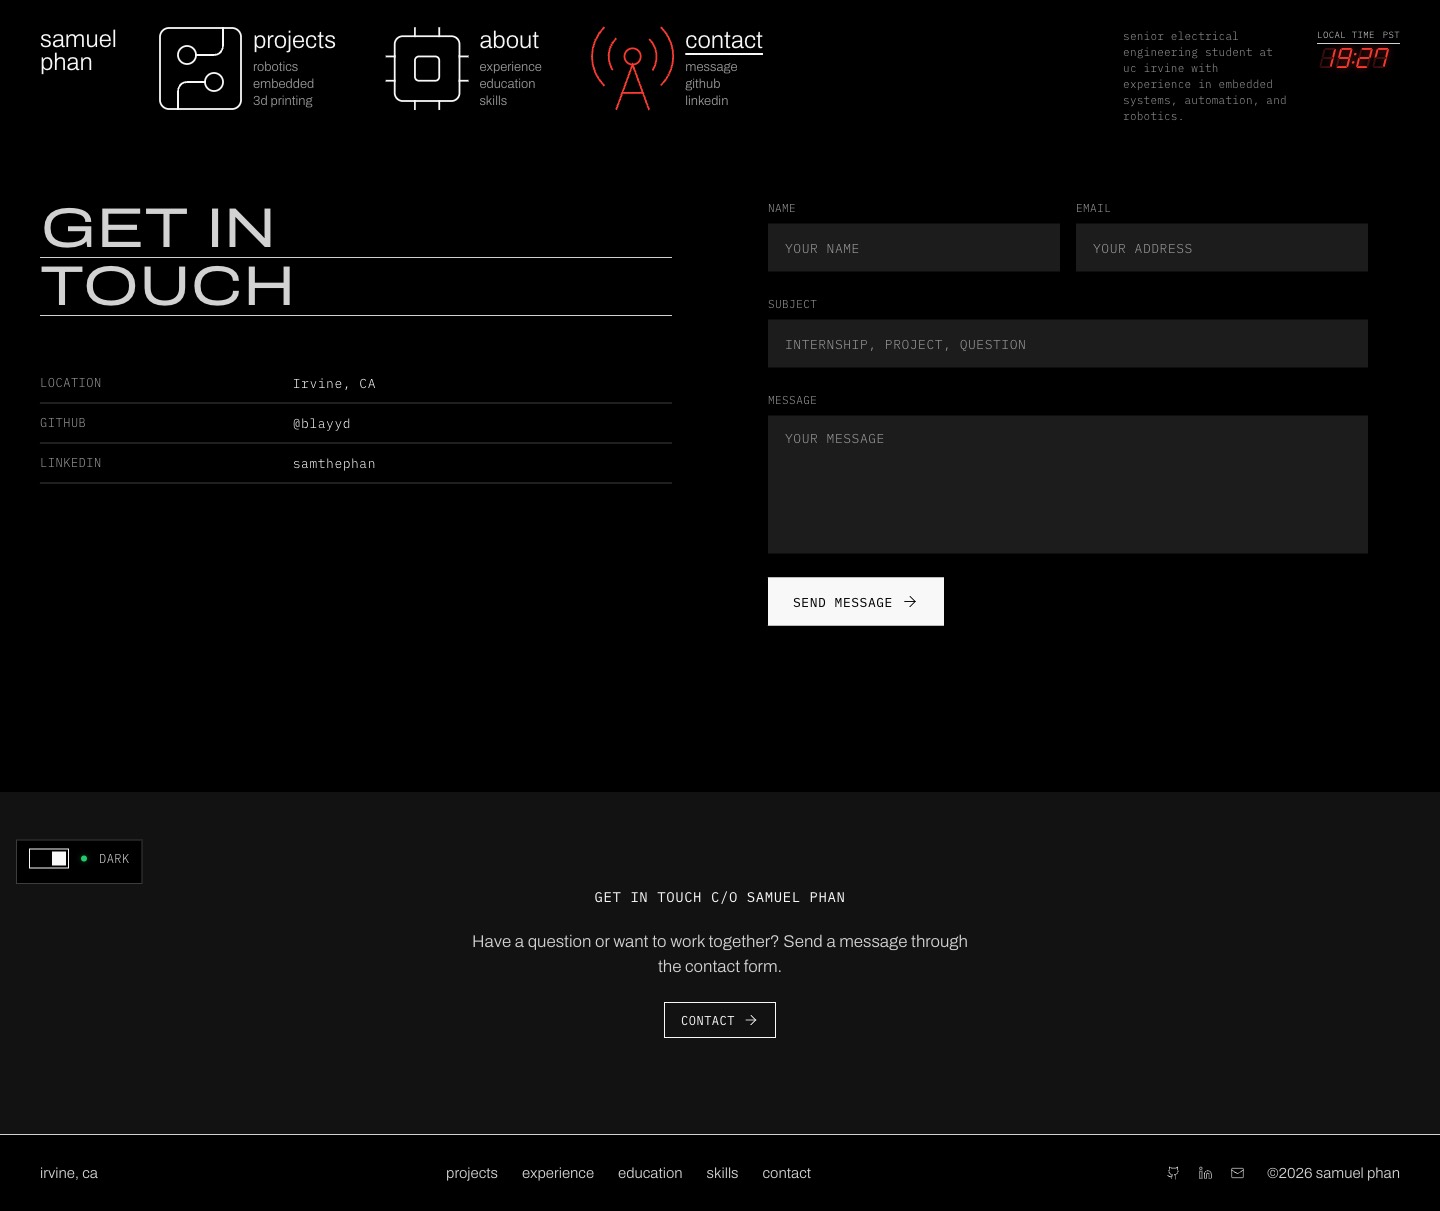 samuel
phan
projects
robotics
embedded
3d printing
about
experience
education
skills
contact
message
github
linkedin
senior electrical
engineering student at
uc irvine with
experience in embedded
systems, automation, and
robotics.
LOCAL TIME PST
19:27
GET IN
TOUCH
LOCATION Irvine, CA
GITHUB @blayyd
LINKEDIN samthephan
NAME EMAIL
YOUR NAME YOUR ADDRESS
SUBJECT
INTERNSHIP, PROJECT, QUESTION
MESSAGE
YOUR MESSAGE
SEND MESSAGE →
DARK
GET IN TOUCH C/O SAMUEL PHAN
Have a question or want to work together? Send a message through
the contact form.
CONTACT →
irvine, ca projects experience education skills contact ©2026 samuel phan